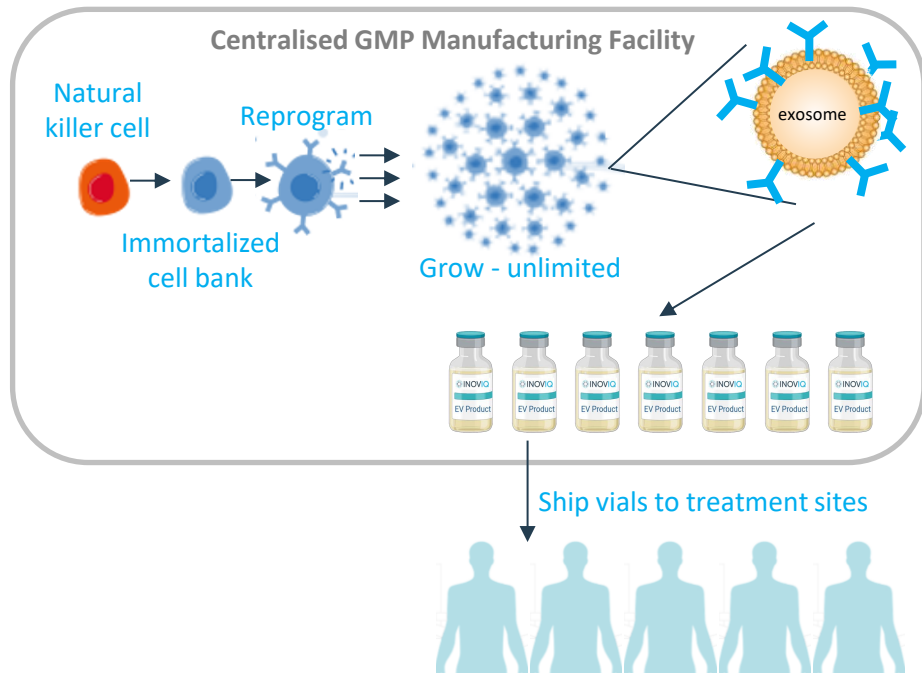 Centralised GMP Manufacturing Facility
Natural
killer cell
Reprogram
exosome
Immortalized
cell bank
Grow - unlimited
INOVIQ
EV Product
INOVIQ
EV Product
INOVIQ
EV Product
INOVIQ
EV Product
INOVIQ
EV Product
INOVIQ
EV Product
INOVIQ
EV Product
Ship vials to treatment sites